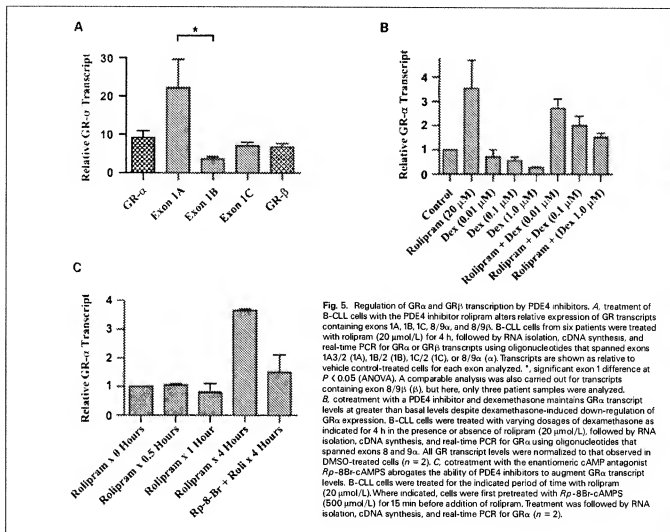 A
*
30
20
10
0
Relative GR-α Transcript
GR-α
Exon 1A
Exon 1B
Exon 1C
GR-β
B
4
3
2
1
0
Relative GR-α Transcript
Control
Rolipram (20 μM)
Dex (0.01 μM)
Dex (0.1 μM)
Dex (1.0 μM)
Rolipram + Dex (0.01 μM)
Rolipram + Dex (0.1 μM)
Rolipram + (Dex 1.0 μM)
C
4
3
2
1
0
Relative GR-α Transcript
Rolipram x 0 Hours
Rolipram x 0.5 Hours
Rolipram x 1 Hour
Rolipram x 4 Hours
Rp-8-Br + Roli x 4 Hours
Fig. 5. Regulation of GRα and GRβ transcription by PDE4 inhibitors. A, treatment of
B-CLL cells with the PDE4 inhibitor rolipram alters relative expression of GR transcripts
containing exons 1A, 1B, 1C, 8/9α, and 8/9β. B-CLL cells from six patients were treated
with rolipram (20 μmol/L) for 4 h, followed by RNA isolation, cDNA synthesis, and
real-time PCR for GRα or GRβ transcripts using oligonucleotides that spanned exons
1A3/2 (1A), 1B/2 (1B), 1C/2 (1C), or 8/9α (α). Transcripts are shown as relative to
vehicle control-treated cells for each exon analyzed. *, significant exon 1 difference at
P < 0.05 (ANOVA). A comparable analysis was also carried out for transcripts
containing exon 8/9β (β), but here, only three patient samples were analyzed.
B, cotreatment with a PDE4 inhibitor and dexamethasone maintains GRα transcript
levels at greater than basal levels despite dexamethasone-induced down-regulation of
GRα expression. B-CLL cells were treated with varying dosages of dexamethasone as
indicated for 4 h in the presence or absence of rolipram (20 μmol/L), followed by RNA
isolation, cDNA synthesis, and real-time PCR for GRα using oligonucleotides that
spanned exons 8 and 9α. All GR transcript levels were normalized to that observed in
DMSO-treated cells (n = 2). C, cotreatment with the enantiomeric cAMP antagonist
Rp-8Br-cAMPS abrogates the ability of PDE4 inhibitors to augment GRα transcript
levels. B-CLL cells were treated for the indicated period of time with rolipram
(20 μmol/L). Where indicated, cells were first pretreated with Rp-8Br-cAMPS
(500 μmol/L) for 15 min before addition of rolipram. Treatment was followed by RNA
isolation, cDNA synthesis, and real-time PCR for GRα (n = 2).